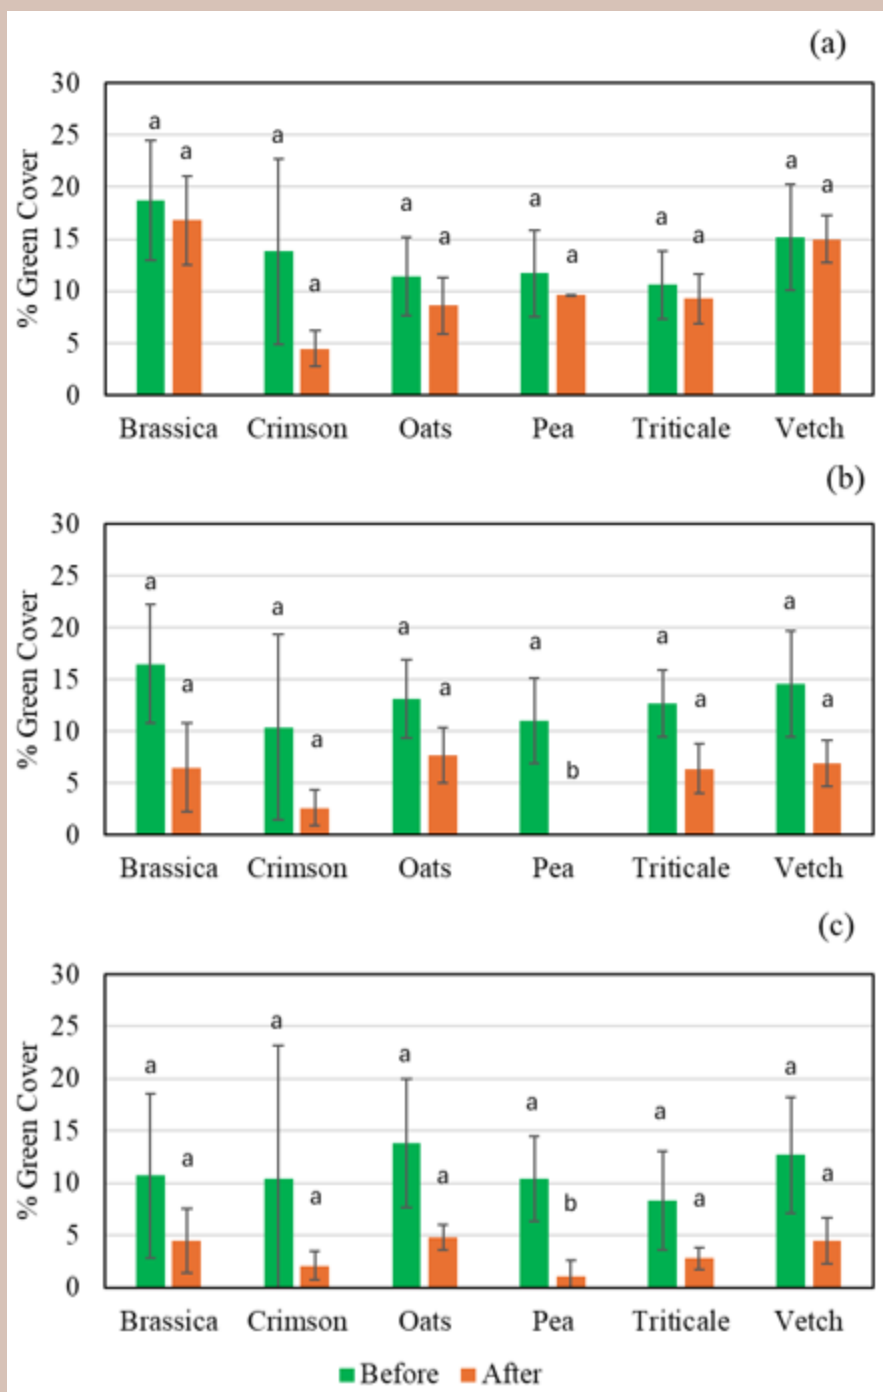 (a)
30
25
20
15
10
5
0
% Green Cover
a a a a a a a a a a a a
Brassica Crimson Oats Pea Triticale Vetch
(b)
30
25
20
15
10
5
0
% Green Cover
a a a a a a a b a a a a
Brassica Crimson Oats Pea Triticale Vetch
(c)
30
25
20
15
10
5
0
% Green Cover
a a a a a a a b a a a a
Brassica Crimson Oats Pea Triticale Vetch
Before After